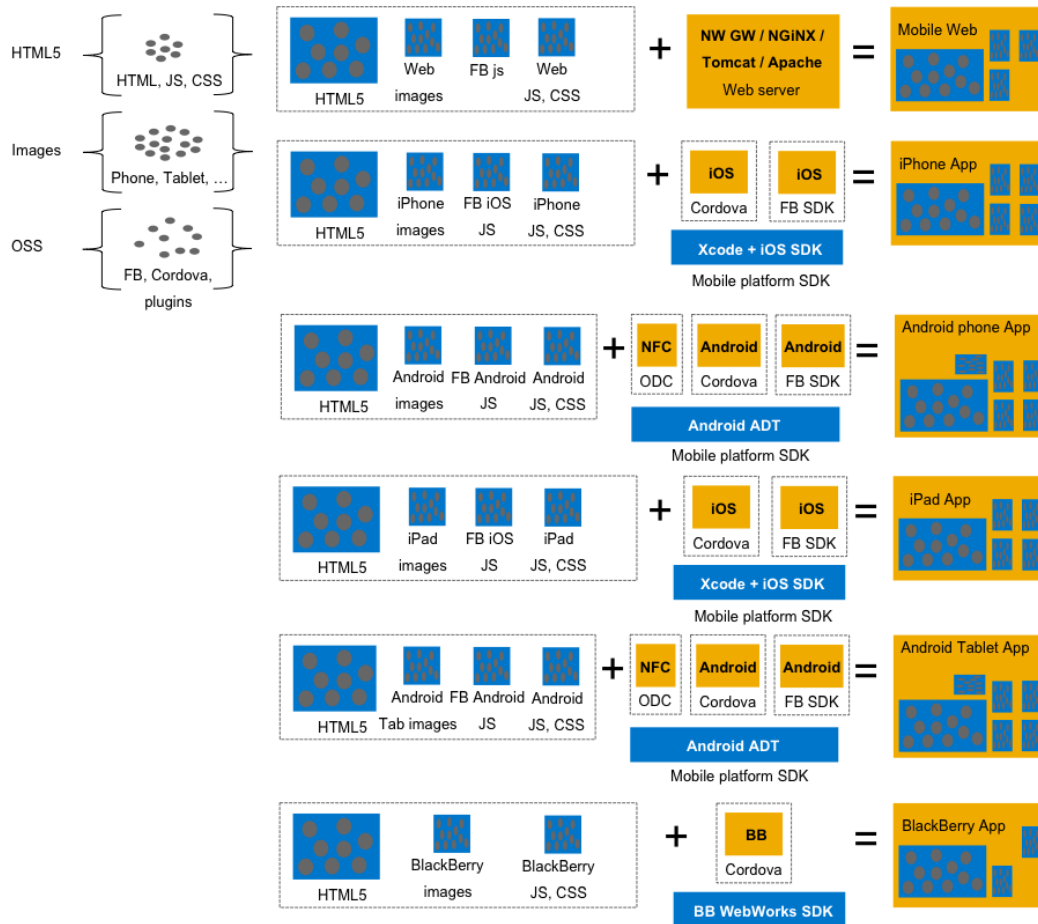 HTML5
HTML, JS, CSS
Images
Phone, Tablet, ...
OSS
FB, Cordova,
plugins
HTML5
Web
images
FB js
Web
JS, CSS
NW GW / NGiNX /
Tomcat / Apache
Web server
Mobile Web
HTML5
iPhone
images
FB iOS
JS
iPhone
JS, CSS
iOS
Cordova
iOS
FB SDK
Xcode + iOS SDK
Mobile platform SDK
iPhone App
HTML5
Android
images
FB Android
JS
Android
JS, CSS
NFC
ODC
Android
Cordova
Android
FB SDK
Android ADT
Mobile platform SDK
Android phone App
HTML5
iPad
images
FB iOS
JS
iPad
JS, CSS
iOS
Cordova
iOS
FB SDK
Xcode + iOS SDK
Mobile platform SDK
iPad App
HTML5
Android
Tab images
FB Android
JS
Android
JS, CSS
NFC
ODC
Android
Cordova
Android
FB SDK
Android ADT
Mobile platform SDK
Android Tablet App
HTML5
BlackBerry
images
BlackBerry
JS, CSS
BB
Cordova
BB WebWorks SDK
BlackBerry App